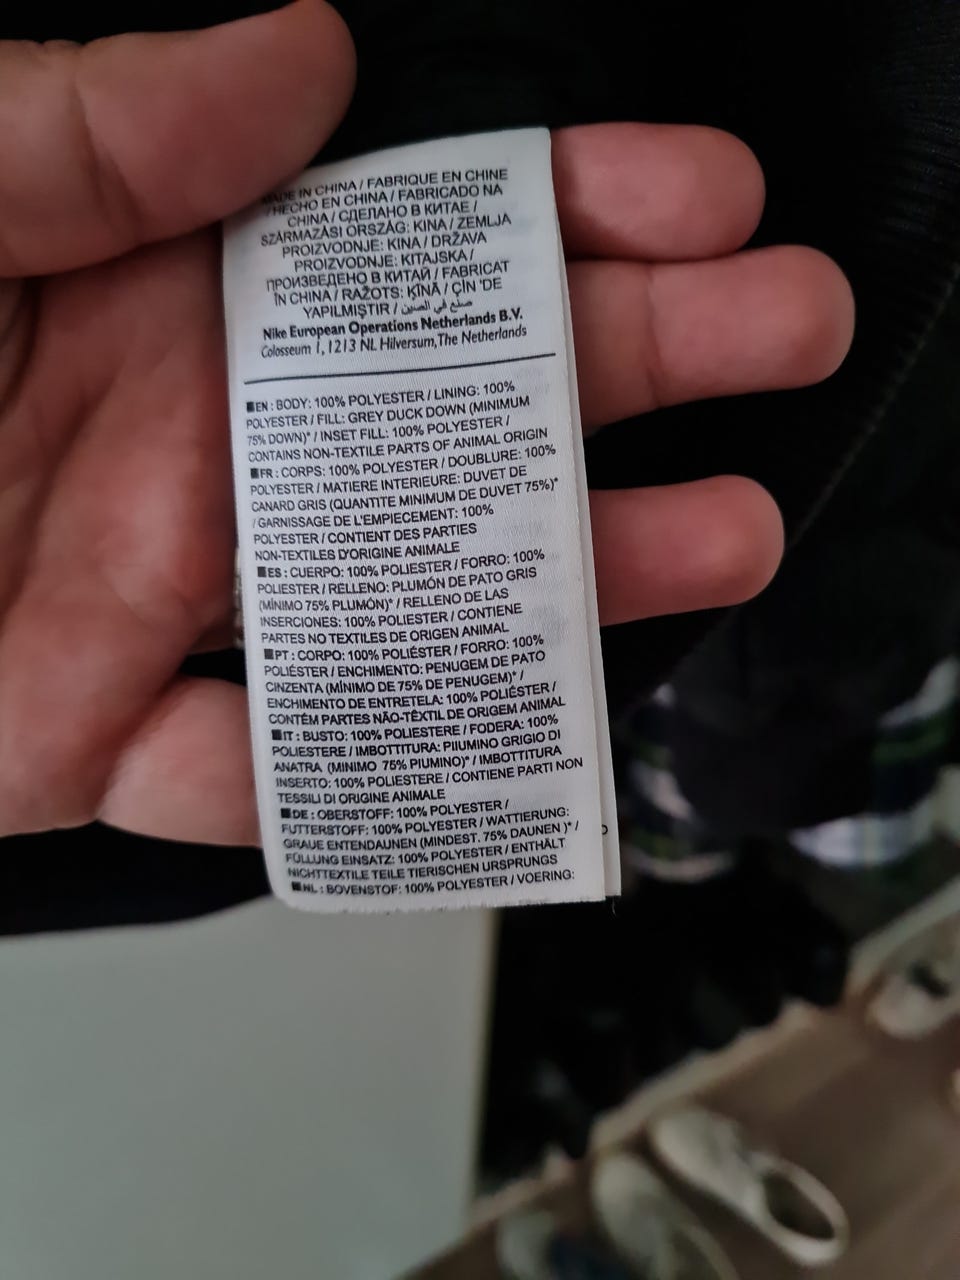 MADE IN CHINA / FABRIQUE EN CHINE
/ HECHO EN CHINA / FABRICADO NA
CHINA / СДЕЛАНО В КИТАЕ /
SZÁRMAZÁSI ORSZÁG: KINA / ZEMLJA
PROIZVODNJE: KINA / DRŽAVA
PROIZVODNJE: KITAJSKA /
ПРОИЗВЕДЕНО В КИТАЙ / FABRICAT
ÎN CHINA / RAŽOTS: ĶĪNĀ / ÇİN 'DE
YAPILMIŞTIR / صنع في الصين
Nike European Operations Netherlands B.V.
Colosseum 1, 1213 NL Hilversum, The Netherlands
■EN : BODY: 100% POLYESTER / LINING: 100%
POLYESTER / FILL: GREY DUCK DOWN (MINIMUM
75% DOWN)* / INSET FILL: 100% POLYESTER /
CONTAINS NON-TEXTILE PARTS OF ANIMAL ORIGIN
■FR : CORPS: 100% POLYESTER / DOUBLURE: 100%
POLYESTER / MATIERE INTERIEURE: DUVET DE
CANARD GRIS (QUANTITE MINIMUM DE DUVET 75%)*
/ GARNISSAGE DE L'EMPIECEMENT: 100%
POLYESTER / CONTIENT DES PARTIES
NON-TEXTILES D'ORIGINE ANIMALE
■ES : CUERPO: 100% POLIESTER / FORRO: 100%
POLIESTER / RELLENO: PLUMÓN DE PATO GRIS
(MÍNIMO 75% PLUMÓN)* / RELLENO DE LAS
INSERCIONES: 100% POLIESTER / CONTIENE
PARTES NO TEXTILES DE ORIGEN ANIMAL
■PT : CORPO: 100% POLIÉSTER / FORRO: 100%
POLIÉSTER / ENCHIMENTO: PENUGEM DE PATO
CINZENTA (MÍNIMO DE 75% DE PENUGEM)* /
ENCHIMENTO DE ENTRETELA: 100% POLIÉSTER /
CONTÉM PARTES NÃO-TÊXTIL DE ORIGEM ANIMAL
■IT : BUSTO: 100% POLIESTERE / FODERA: 100%
POLIESTERE / IMBOTTITURA: PIIUMINO GRIGIO DI
ANATRA (MINIMO 75% PIUMINO)* / IMBOTTITURA
INSERTO: 100% POLIESTERE / CONTIENE PARTI NON
TESSILI DI ORIGINE ANIMALE
■DE : OBERSTOFF: 100% POLYESTER /
FUTTERSTOFF: 100% POLYESTER / WATTIERUNG:
GRAUE ENTENDAUNEN (MINDEST. 75% DAUNEN )* /
FÜLLUNG EINSATZ: 100% POLYESTER / ENTHÄLT
NICHTTEXTILE TEILE TIERISCHEN URSPRUNGS
■NL : BOVENSTOF: 100% POLYESTER / VOERING: